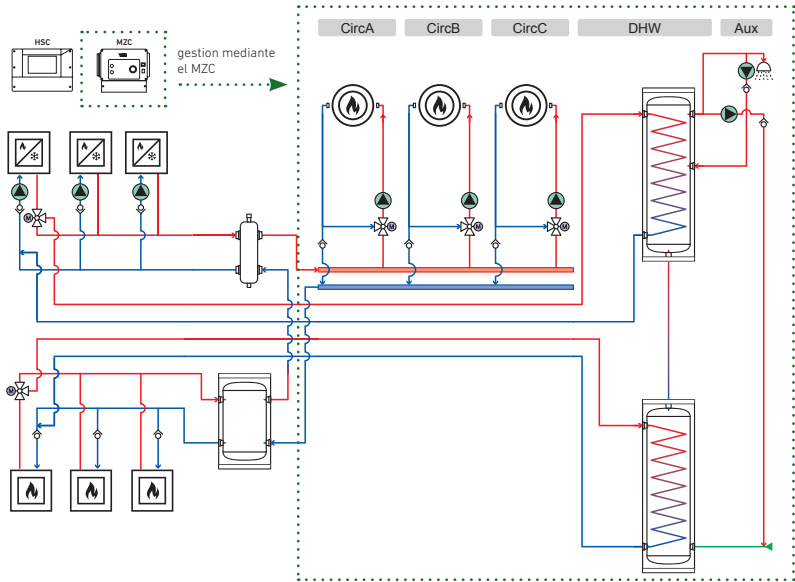 CircA
CircB
CircC
DHW
Aux
HSC
MZC
gestion mediante
el MZC
M
M
M
M
M